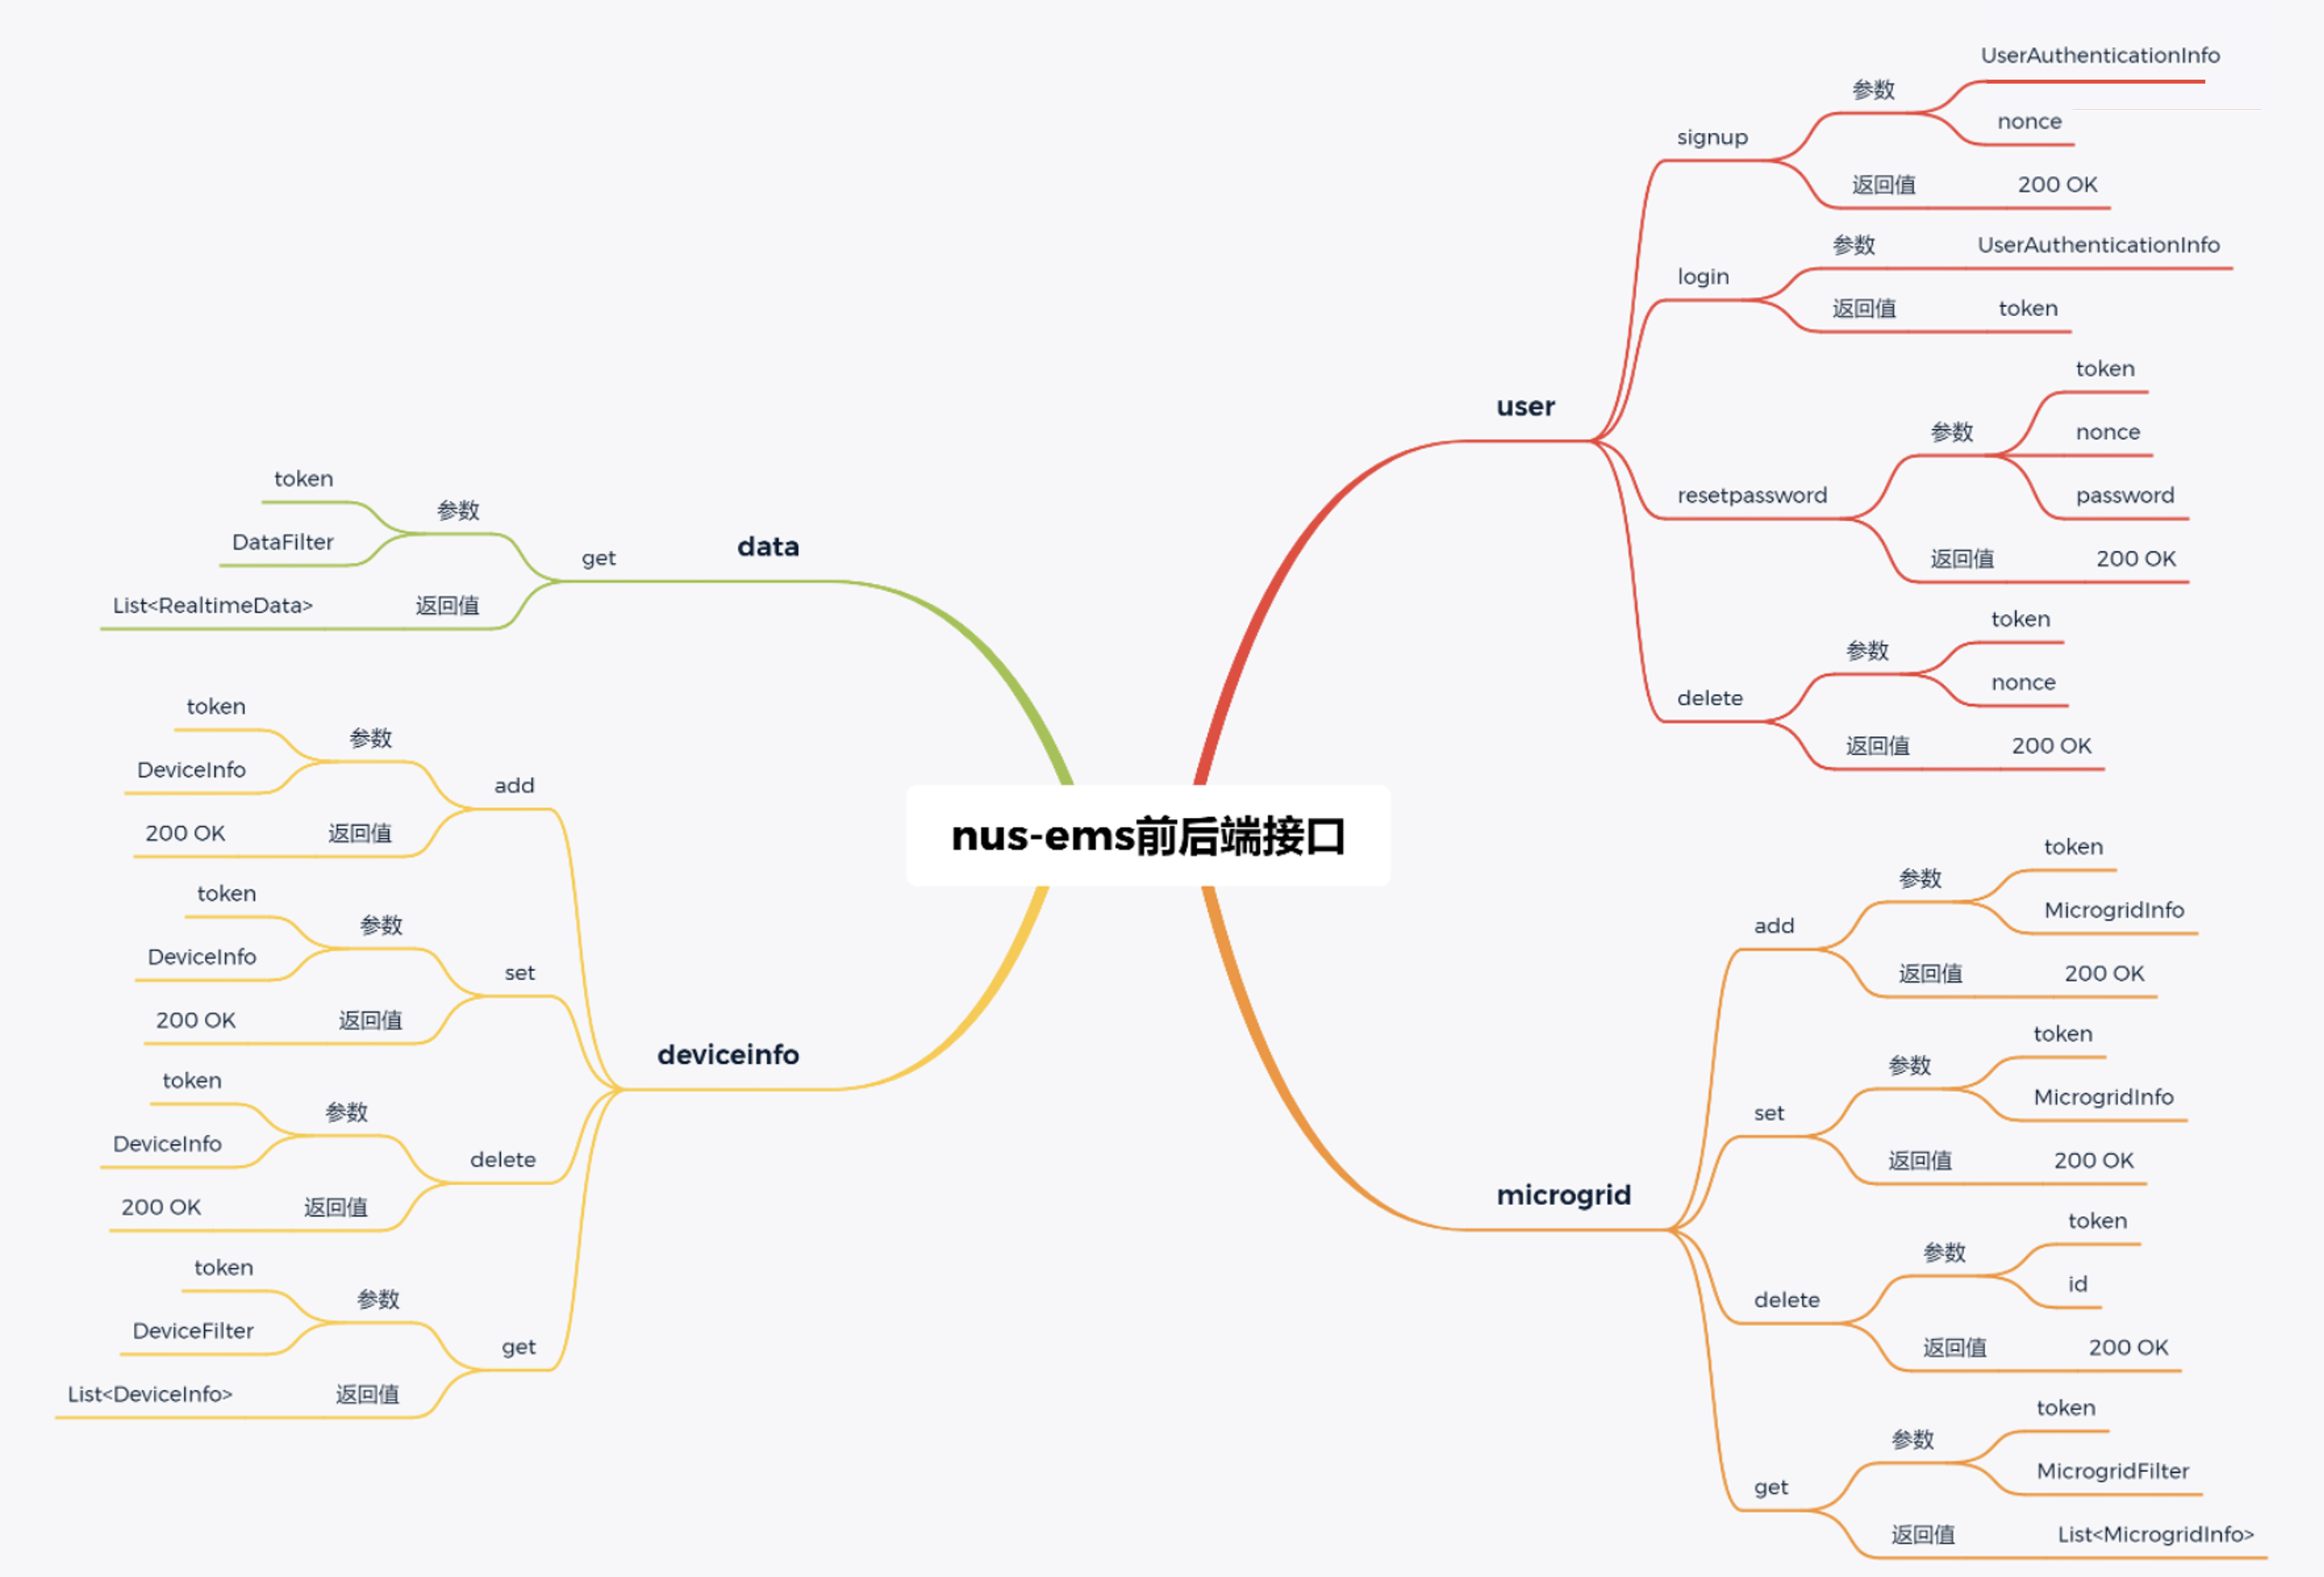 nus-ems前后端接口
user
signup
参数
UserAuthenticationInfo
nonce
返回值
200 OK
login
参数
UserAuthenticationInfo
返回值
token
resetpassword
参数
token
nonce
password
返回值
200 OK
delete
参数
token
nonce
返回值
200 OK
microgrid
add
参数
token
MicrogridInfo
返回值
200 OK
set
参数
token
MicrogridInfo
返回值
200 OK
delete
参数
token
id
返回值
200 OK
get
参数
token
MicrogridFilter
返回值
List<MicrogridInfo>
data
get
参数
token
DataFilter
返回值
List<RealtimeData>
deviceinfo
add
参数
token
DeviceInfo
返回值
200 OK
set
参数
token
DeviceInfo
返回值
200 OK
delete
参数
token
DeviceInfo
返回值
200 OK
get
参数
token
DeviceFilter
返回值
List<DeviceInfo>